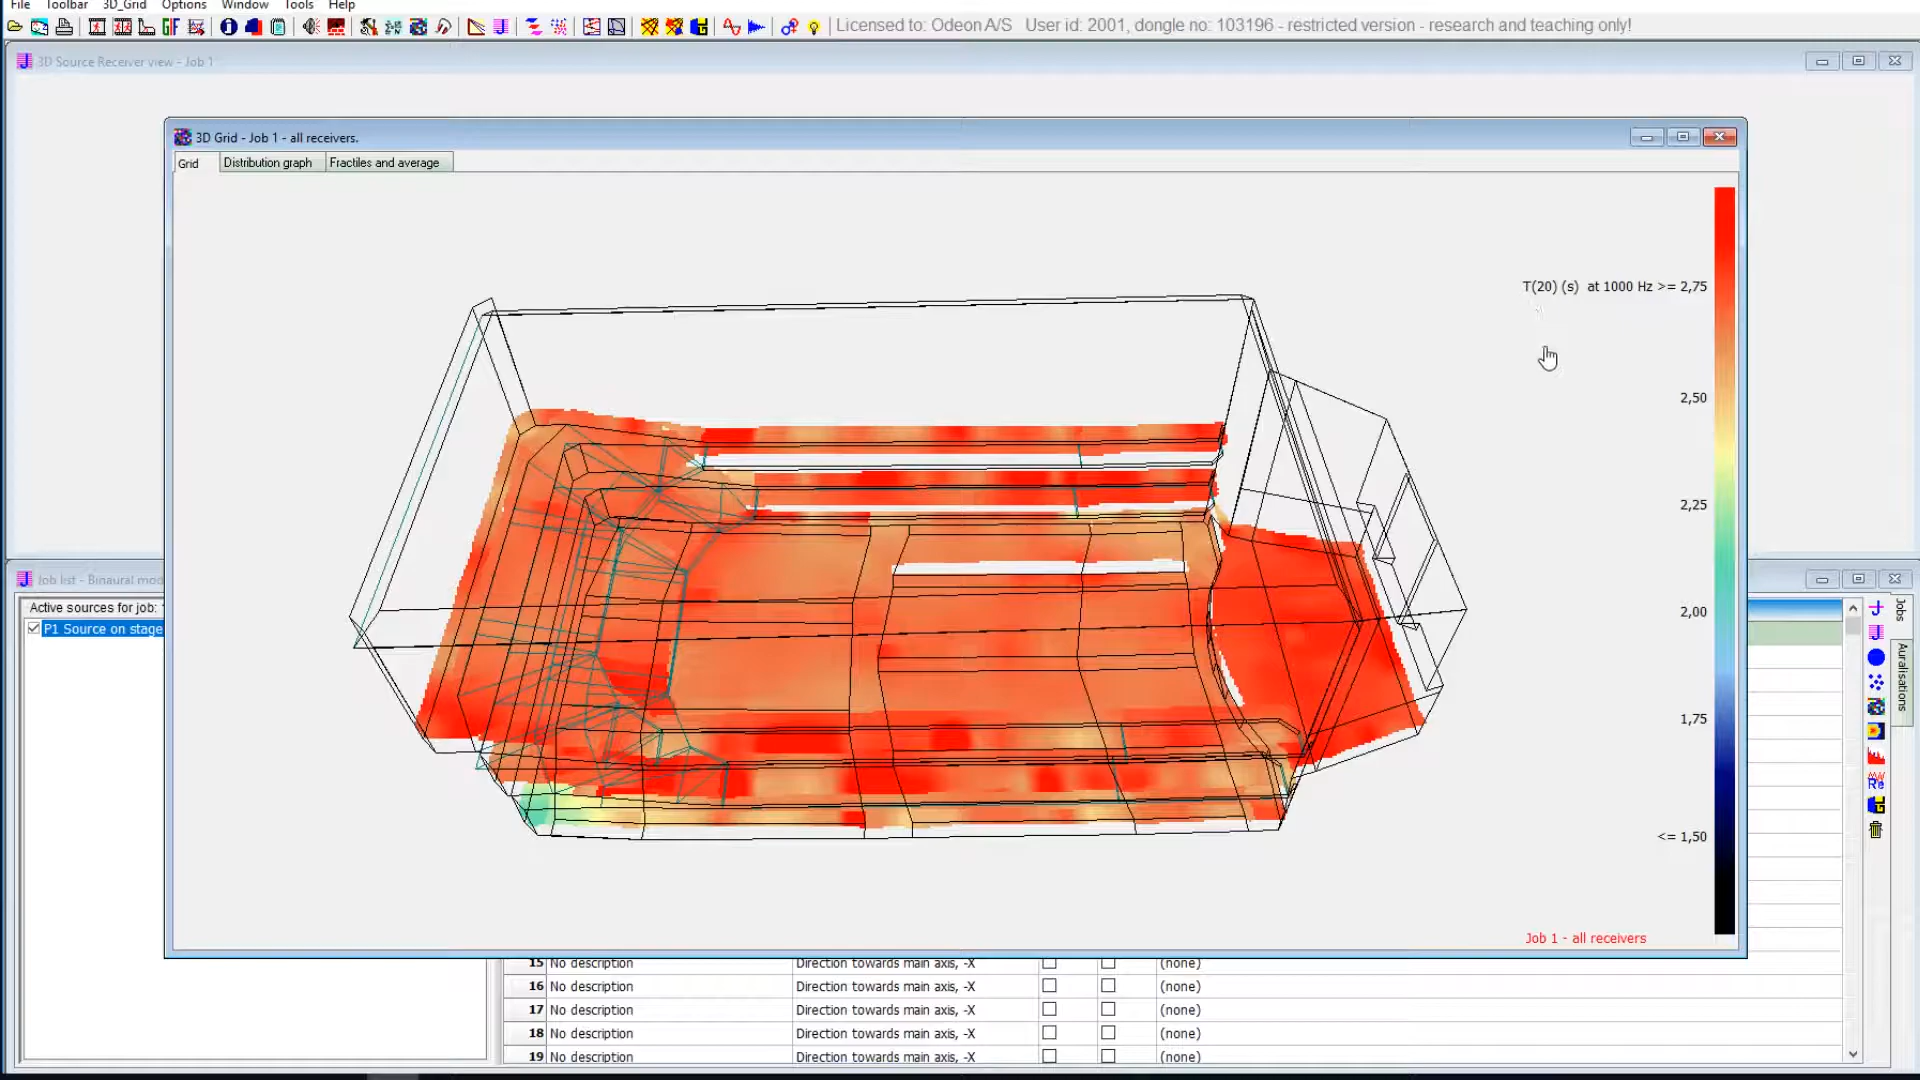 File Toolbar 3D_Grid Options Window Tools Help
Licensed to: Odeon A/S User id: 2001, dongle no: 103196 - restricted version - research and teaching only!
3D Source Receiver view - Job 1
3D Grid - Job 1 - all receivers.
Grid Distribution graph Fractiles and average
T(20) (s) at 1000 Hz >= 2,75
2,50
2,25
2,00
1,75
<= 1,50
Job 1 - all receivers
Job list - Binaural mod
Active sources for job:
P1 Source on stage
Jobs
Auralisations
15 No description Direction towards main axis, -X (none)
16 No description Direction towards main axis, -X (none)
17 No description Direction towards main axis, -X (none)
18 No description Direction towards main axis, -X (none)
19 No description Direction towards main axis, -X (none)